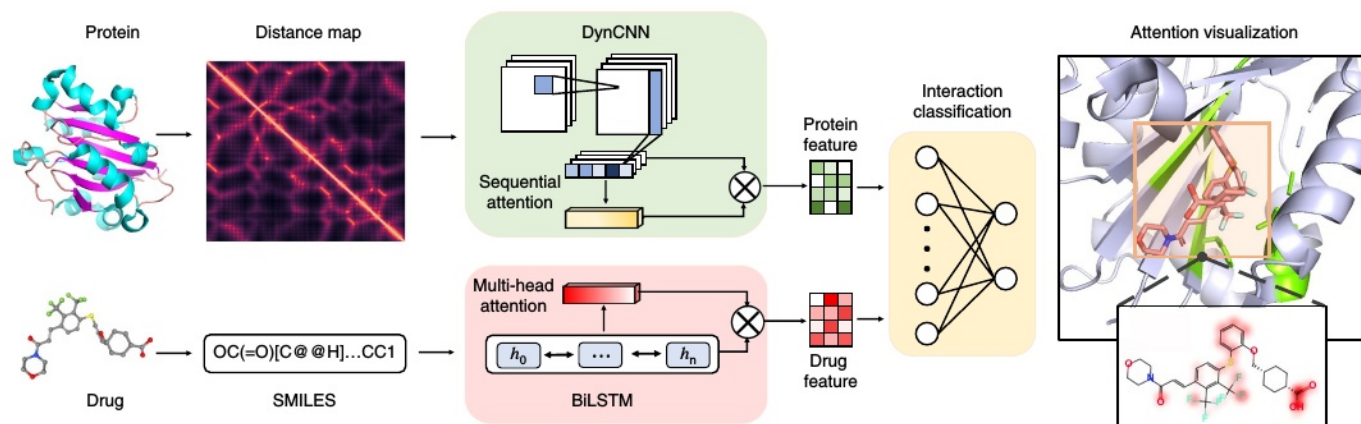 Protein
Distance map
DynCNN
Sequential
attention
Protein
feature
Interaction
classification
Attention visualization
Drug
OC(=O)[C@@H]...CC1
SMILES
Multi-head
attention
h0
...
hn
BiLSTM
Drug
feature
N
O
N
O
O
F
F
O
OH